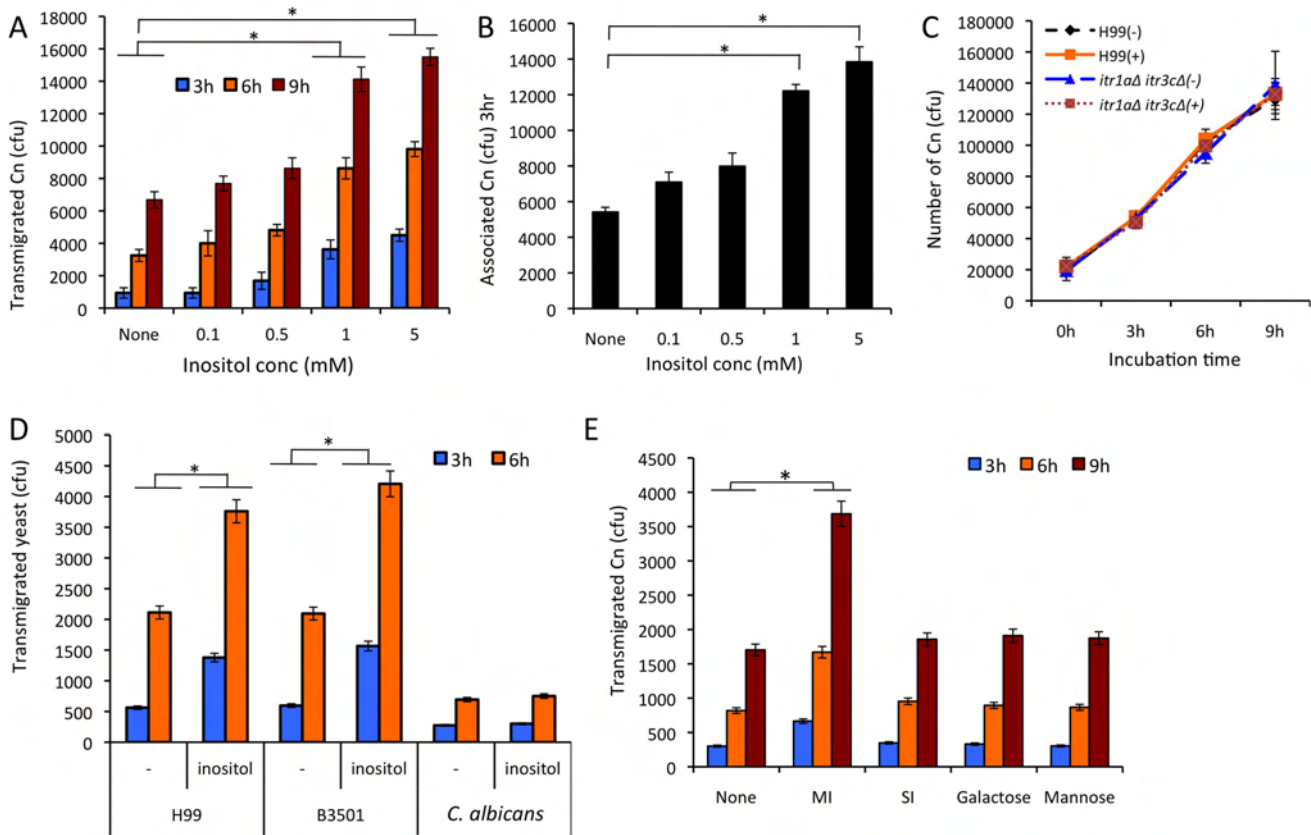 A
Transmigrated Cn (cfu)
18000
16000
14000
12000
10000
8000
6000
4000
2000
0
*
*
3h 6h 9h
None 0.1 0.5 1 5
Inositol conc (mM)
B
Associated Cn (cfu) 3hr
16000
14000
12000
10000
8000
6000
4000
2000
0
*
*
None 0.1 0.5 1 5
Inositol conc (mM)
C
Number of Cn (cfu)
180000
160000
140000
120000
100000
80000
60000
40000
20000
0
H99(-)
H99(+)
itr1aΔ itr3cΔ(-)
itr1aΔ itr3cΔ(+)
0h 3h 6h 9h
Incubation time
D
Transmigrated yeast (cfu)
5000
4500
4000
3500
3000
2500
2000
1500
1000
500
0
*
*
3h 6h
- inositol - inositol - inositol
H99 B3501 C. albicans
E
Transmigrated Cn (cfu)
4500
4000
3500
3000
2500
2000
1500
1000
500
0
*
3h 6h 9h
None MI SI Galactose Mannose